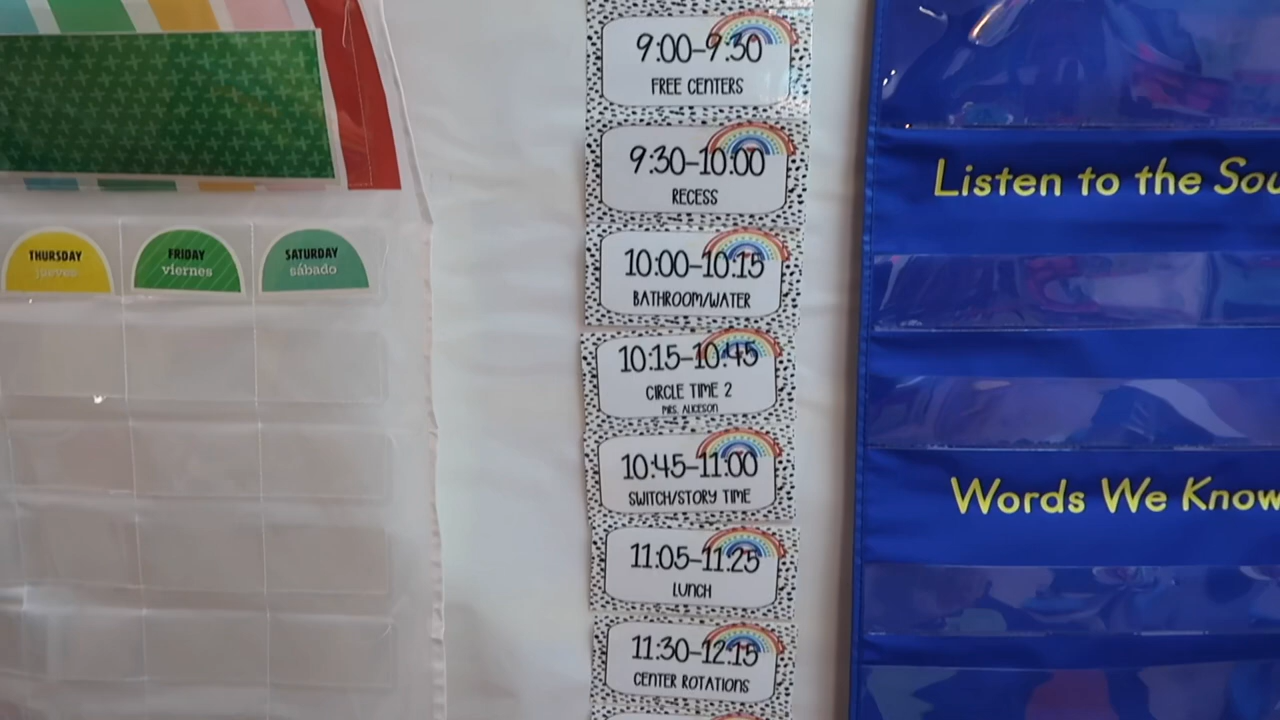 THURSDAY
jueves
FRIDAY
viernes
SATURDAY
sábado
9:00–9:30
FREE CENTERS
9:30–10:00
RECESS
10:00–10:15
BATHROOM/WATER
10:15–10:45
CIRCLE TIME 2
MRS. ALICESON
10:45–11:00
SWITCH/STORY TIME
11:05–11:25
LUNCH
11:30–12:15
CENTER ROTATIONS
Listen to the
Words We Know